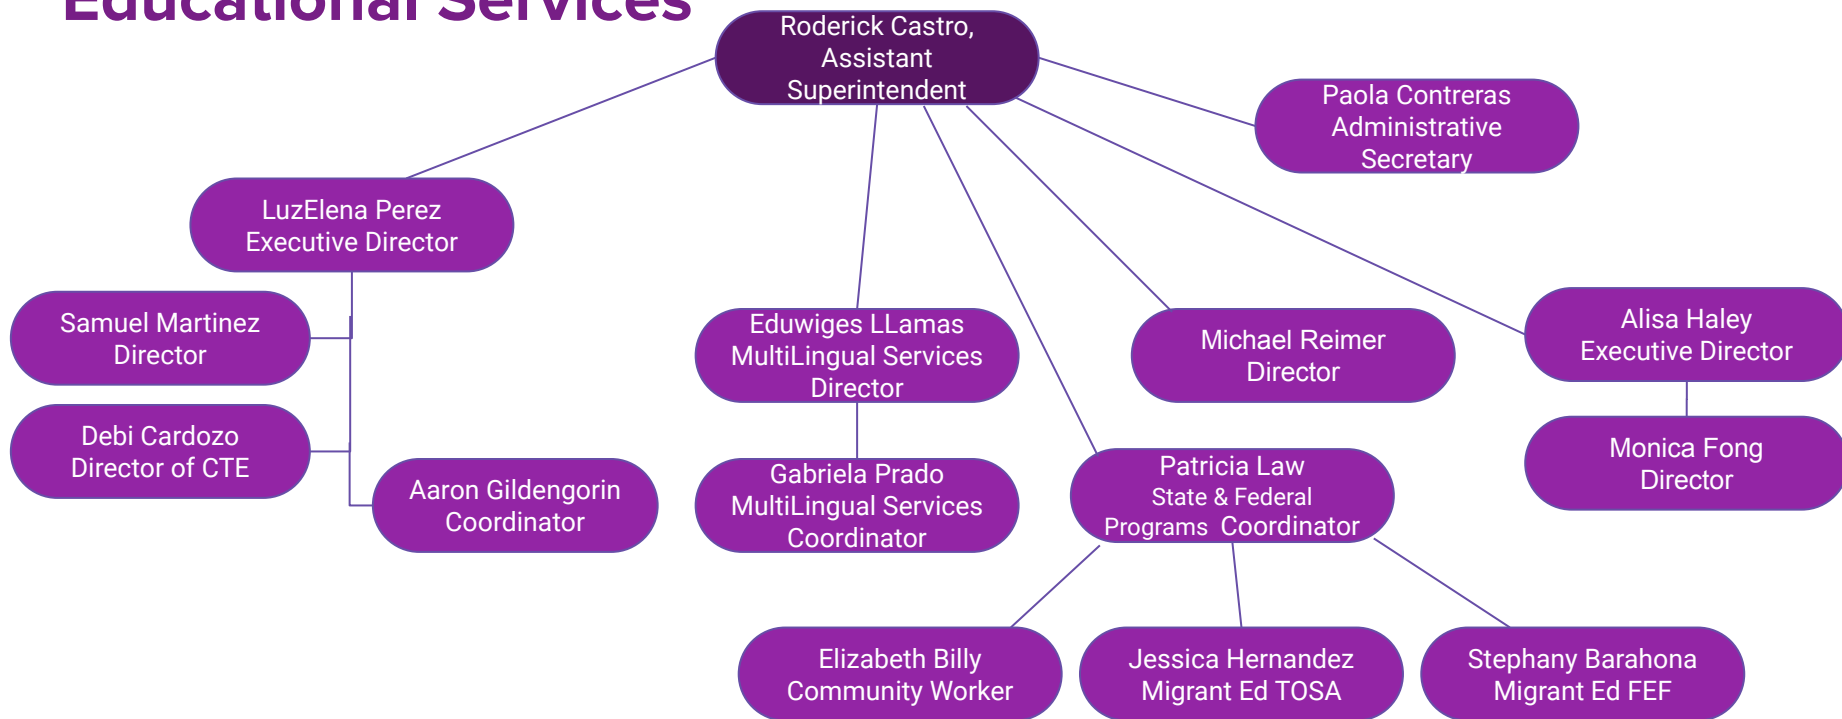 Educational Services
Roderick Castro,
Assistant
Superintendent
Paola Contreras
Administrative
Secretary
LuzElena Perez
Executive Director
Samuel Martinez
Director
Debi Cardozo
Director of CTE
Aaron Gildengorin
Coordinator
Eduwiges LLamas
MultiLingual Services
Director
Gabriela Prado
MultiLingual Services
Coordinator
Michael Reimer
Director
Patricia Law
State & Federal
Programs  Coordinator
Alisa Haley
Executive Director
Monica Fong
Director
Elizabeth Billy
Community Worker
Jessica Hernandez
Migrant Ed TOSA
Stephany Barahona
Migrant Ed FEF